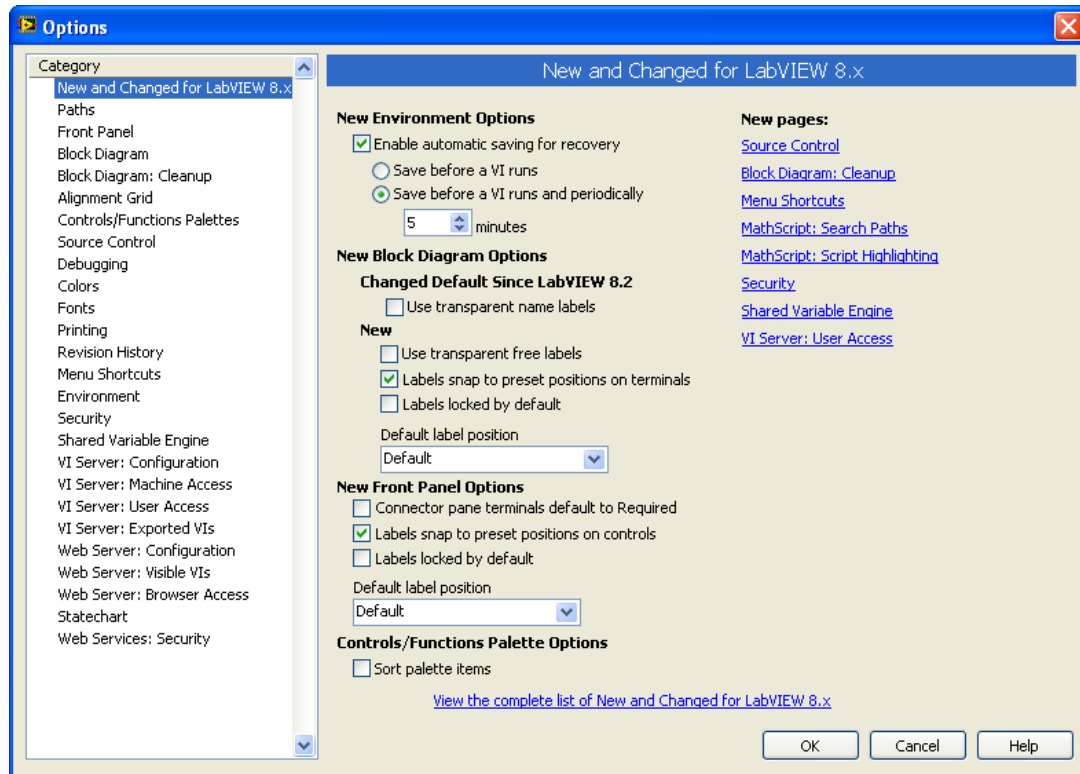 Options
Category
New and Changed for LabVIEW 8.x
Paths
Front Panel
Block Diagram
Block Diagram: Cleanup
Alignment Grid
Controls/Functions Palettes
Source Control
Debugging
Colors
Fonts
Printing
Revision History
Menu Shortcuts
Environment
Security
Shared Variable Engine
VI Server: Configuration
VI Server: Machine Access
VI Server: User Access
VI Server: Exported VIs
Web Server: Configuration
Web Server: Visible VIs
Web Server: Browser Access
Statechart
Web Services: Security
New and Changed for LabVIEW 8.x
New Environment Options
Enable automatic saving for recovery
Save before a VI runs
Save before a VI runs and periodically
5 minutes
New Block Diagram Options
Changed Default Since LabVIEW 8.2
Use transparent name labels
New
Use transparent free labels
Labels snap to preset positions on terminals
Labels locked by default
Default label position
Default
New Front Panel Options
Connector pane terminals default to Required
Labels snap to preset positions on controls
Labels locked by default
Default label position
Default
Controls/Functions Palette Options
Sort palette items
New pages:
Source Control
Block Diagram: Cleanup
Menu Shortcuts
MathScript: Search Paths
MathScript: Script Highlighting
Security
Shared Variable Engine
VI Server: User Access
View the complete list of New and Changed for LabVIEW 8.x
OK Cancel Help